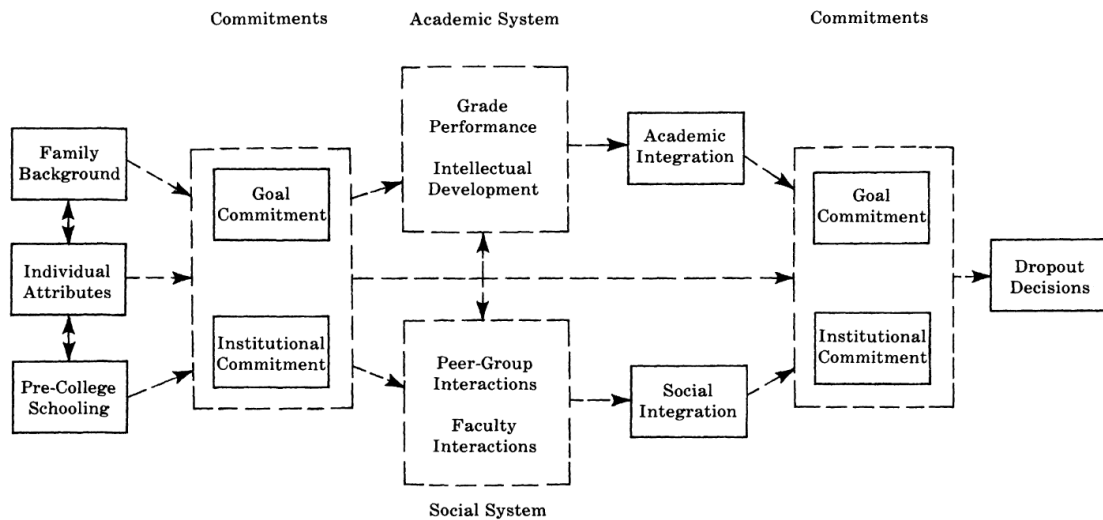 Commitments
Academic System
Commitments
Family
Background
Individual
Attributes
Pre-College
Schooling
Goal
Commitment
Institutional
Commitment
Grade
Performance
Intellectual
Development
Peer-Group
Interactions
Faculty
Interactions
Social System
Academic
Integration
Social
Integration
Goal
Commitment
Institutional
Commitment
Dropout
Decisions